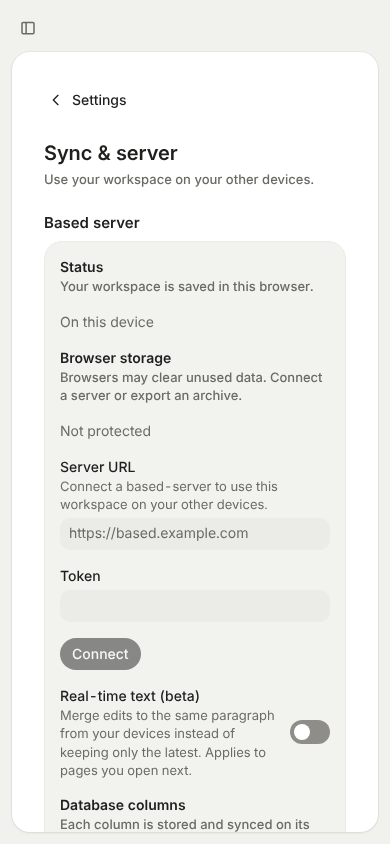 Settings
Sync & server
Use your workspace on your other devices.
Based server
Status
Your workspace is saved in this browser.
On this device
Browser storage
Browsers may clear unused data. Connect
a server or export an archive.
Not protected
Server URL
Connect a based-server to use this
workspace on your other devices.
https://based.example.com
Token
Connect
Real-time text (beta)
Merge edits to the same paragraph
from your devices instead of
keeping only the latest. Applies to
pages you open next.
Database columns
Each column is stored and synced on its